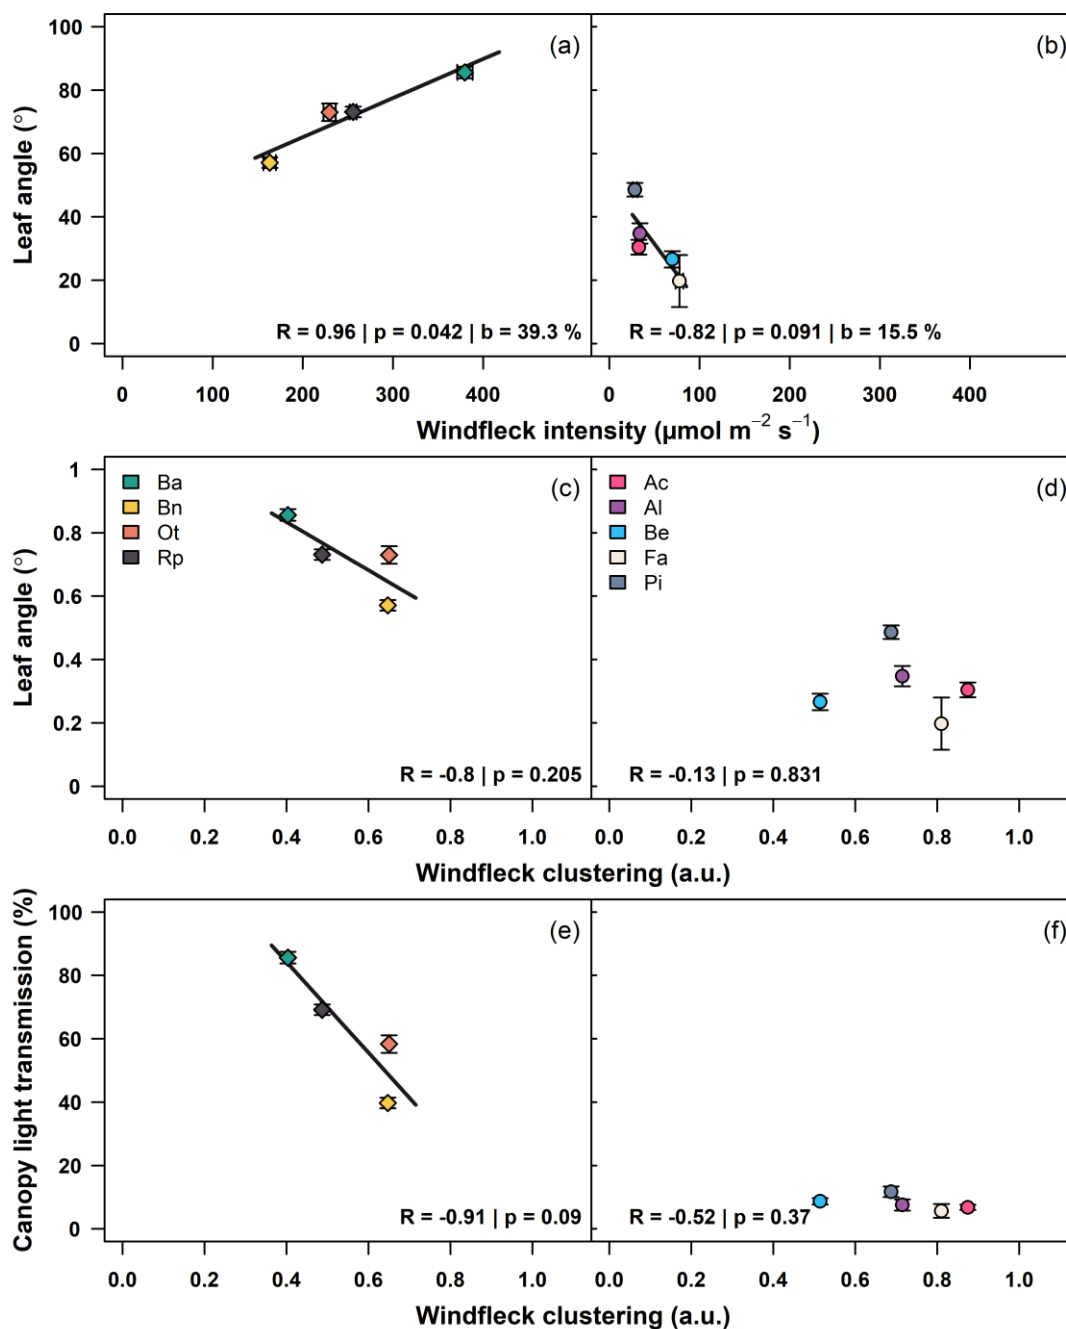 100
80
60
40
20
0
Leaf angle (°)
(a)
(b)
R = 0.96 | p = 0.042 | b = 39.3 %
R = -0.82 | p = 0.091 | b = 15.5 %
0 100 200 300 400
0 100 200 300 400
Windfleck intensity (µmol m⁻² s⁻¹)
1
0.8
0.6
0.4
0.2
0
Leaf angle (°)
Ba
Bn
Ot
Rp
(c)
Ac
Al
Be
Fa
Pi
(d)
R = -0.8 | p = 0.205
R = -0.13 | p = 0.831
0.0 0.2 0.4 0.6 0.8 1.0
0.0 0.2 0.4 0.6 0.8 1.0
Windfleck clustering (a.u.)
100
80
60
40
20
0
Canopy light transmission (%)
(e)
(f)
R = -0.91 | p = 0.09
R = -0.52 | p = 0.37
0.0 0.2 0.4 0.6 0.8 1.0
0.0 0.2 0.4 0.6 0.8 1.0
Windfleck clustering (a.u.)